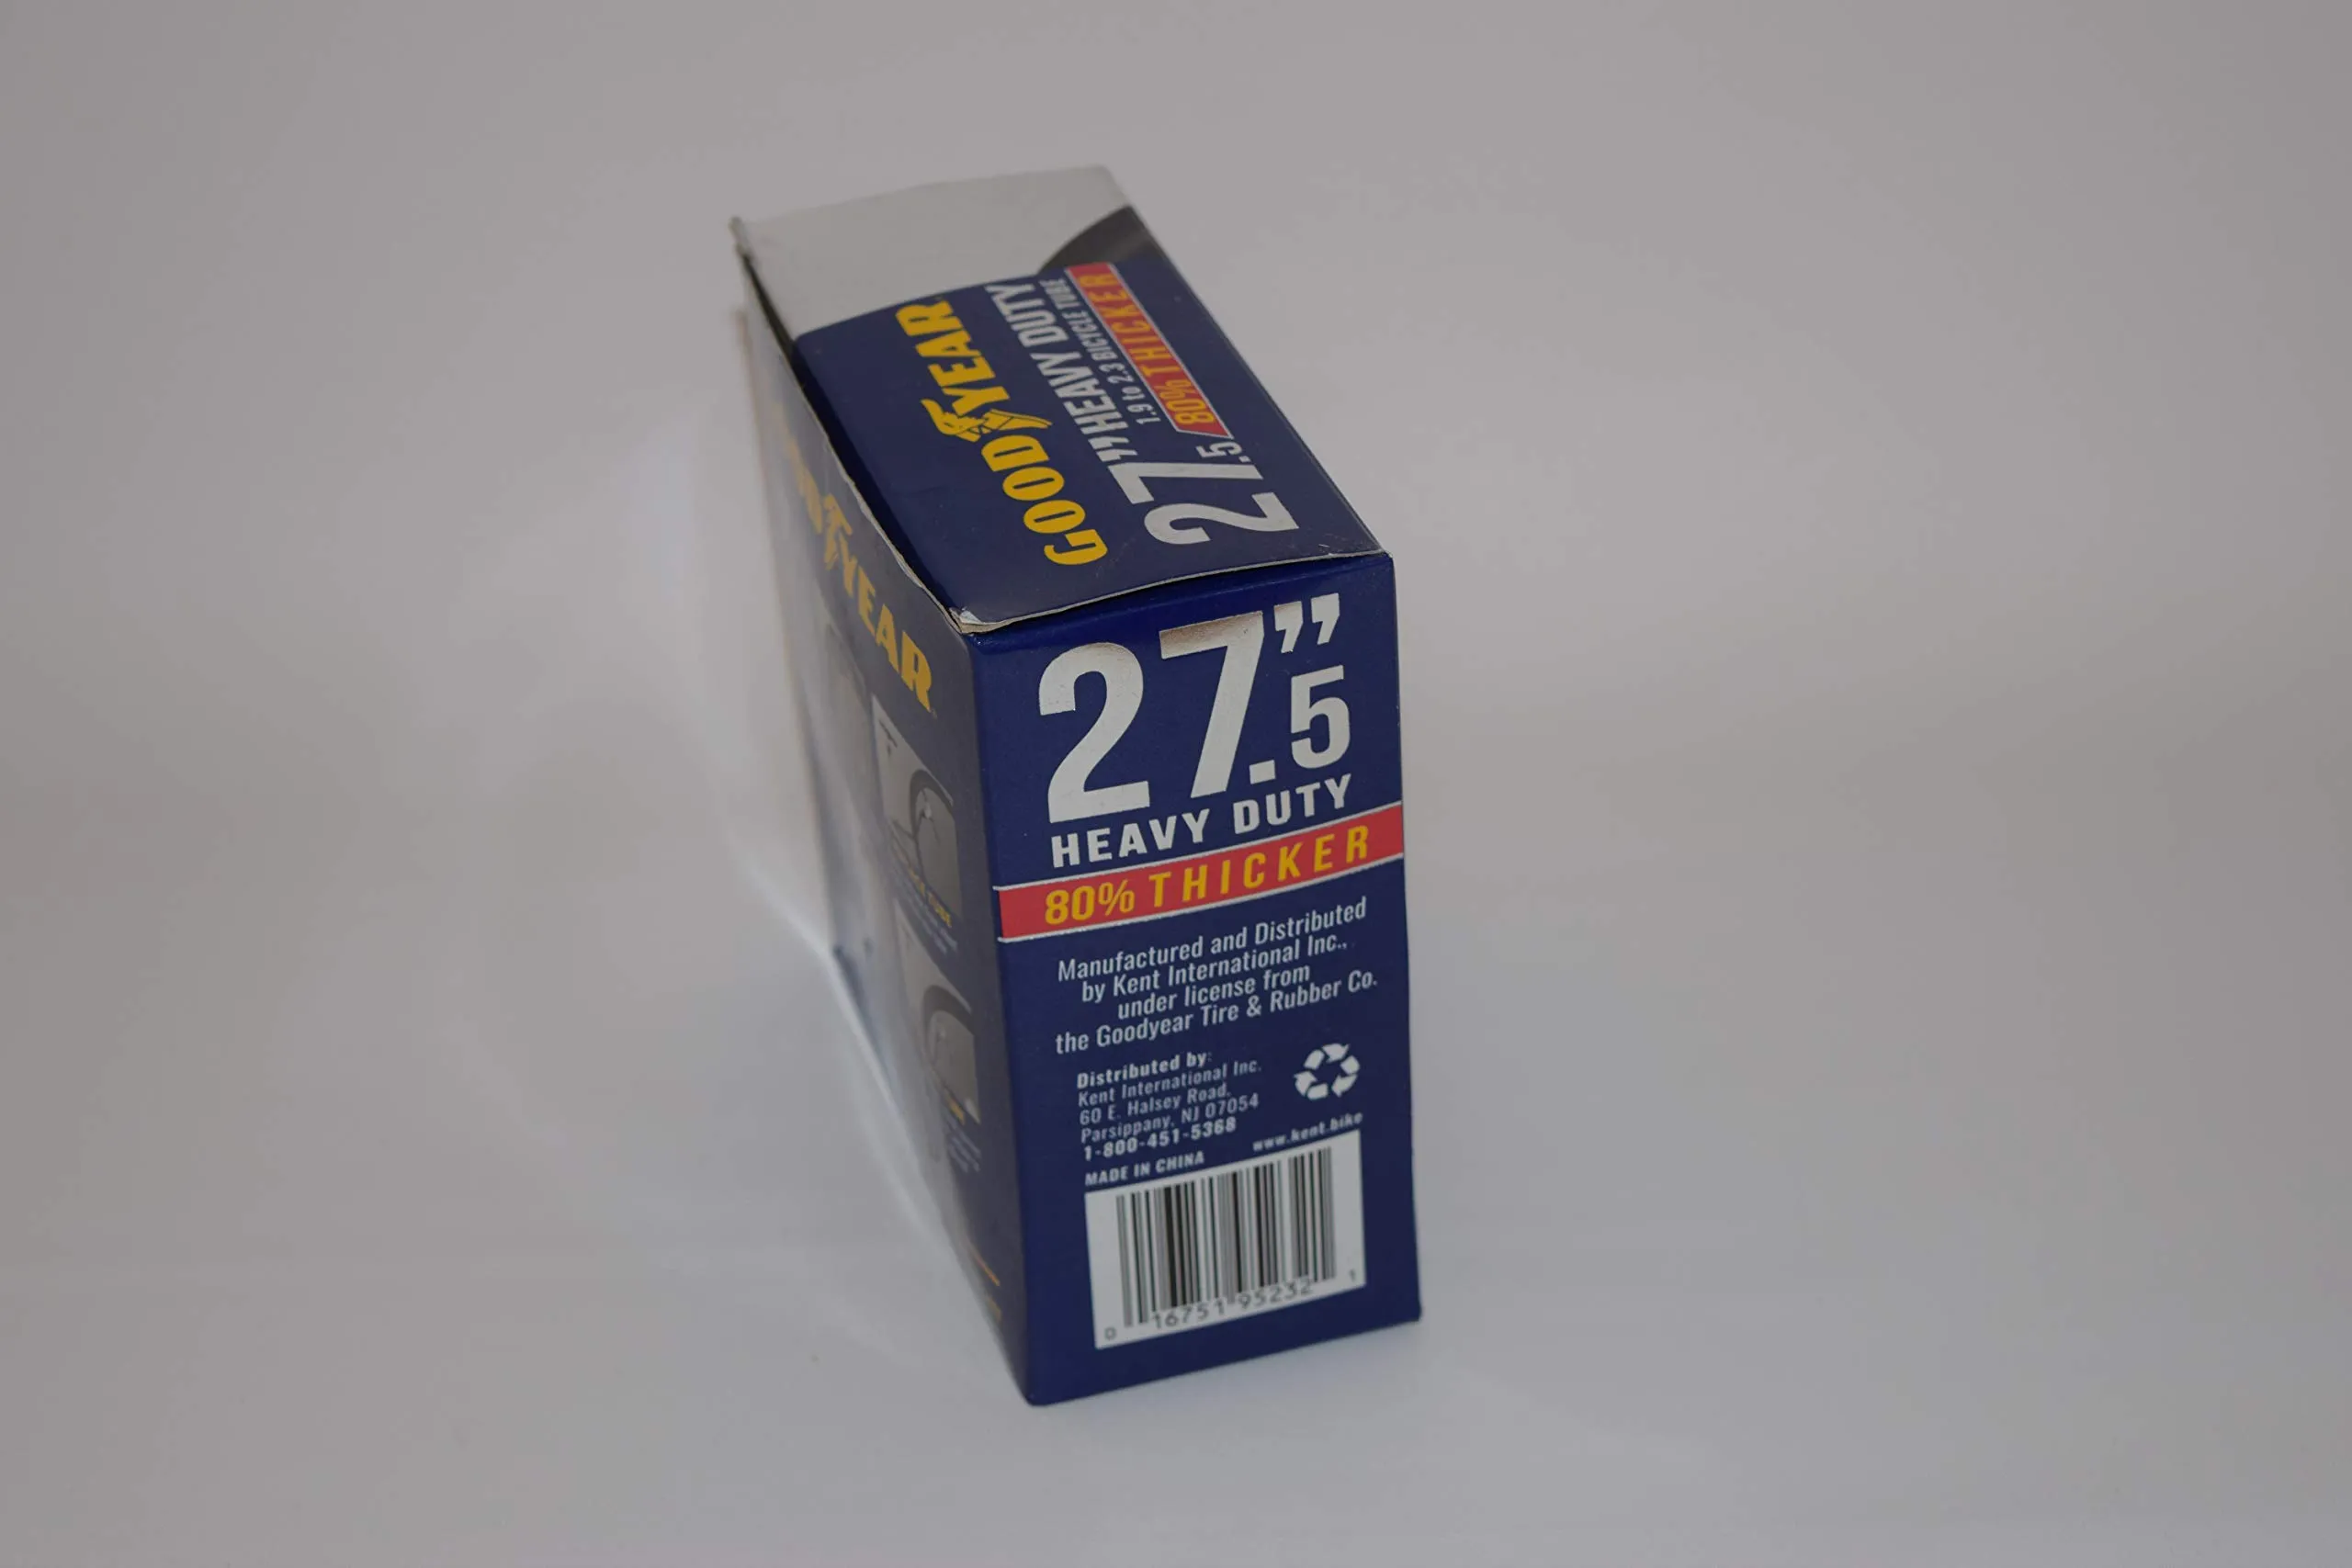 GOODYEAR
27.5" HEAVY DUTY
1.9 to 2.3 BICYCLE TUBE
80% THICKER
YEAR
TUBE
27.5"
HEAVY DUTY
80% THICKER
Manufactured and Distributed
by Kent International Inc.,
under license from
the Goodyear Tire & Rubber Co.
Distributed by:
Kent International Inc.
60 E. Halsey Road,
Parsippany, NJ 07054
1-800-451-5368
www.kent.bike
MADE IN CHINA
0 16751 95232 1